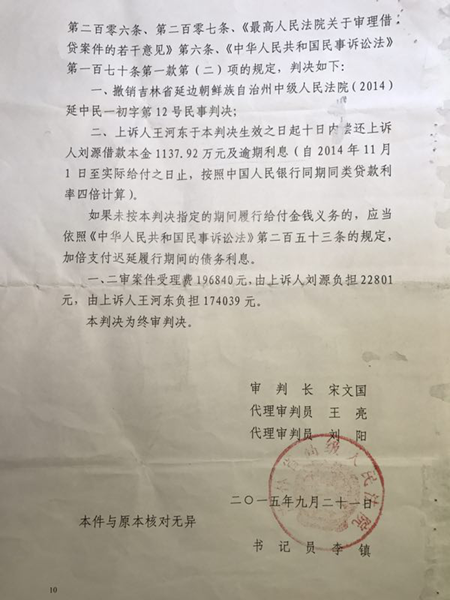 第二百零六条、第二百零七条、《最高人民法院关于审理借
贷案件的若干意见》第六条、《中华人民共和国民事诉讼法》
第一百七十条第一款第（二）项的规定，判决如下：
一、撤销吉林省延边朝鲜族自治州中级人民法院（2014）
延中民一初字第12号民事判决；
二、上诉人王河东于本判决生效之日起十日内偿还上诉
人刘源借款本金1137.92万元及逾期利息（自2014年11月
1日至实际给付之日止，按照中国人民银行同期同类贷款利
率四倍计算）。
如果未按本判决指定的期间履行给付金钱义务的，应当
依照《中华人民共和国民事诉讼法》第二百五十三条的规定，
加倍支付迟延履行期间的债务利息。
一、二审案件受理费196840元，由上诉人刘源负担22801
元，由上诉人王河东负担174039元。
本判决为终审判决。
审 判 长 宋文国
代理审判员 王 亮
代理审判员 刘 阳
吉林省高级人民法院
二〇一五年九月二十一日
本件与原本核对无异
书 记 员 李 镇
10